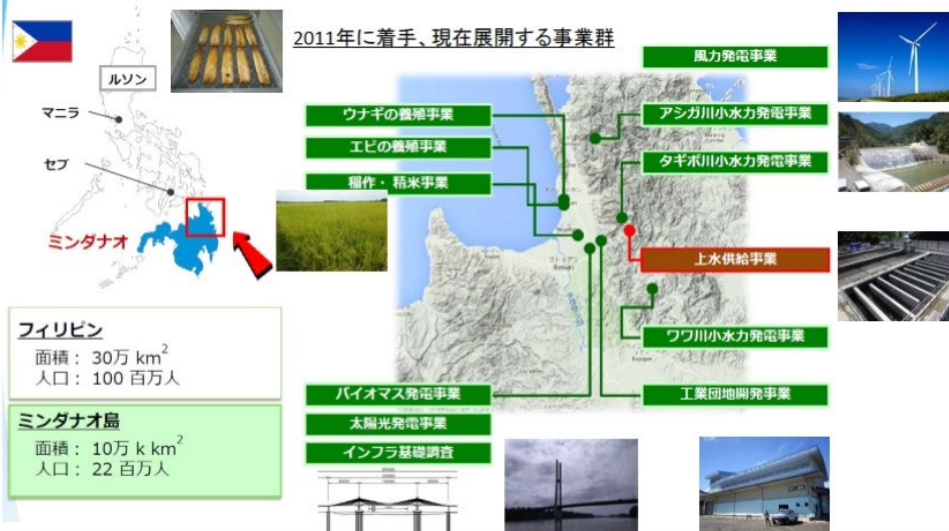 2011年に着手、現在展開する事業群
ルソン
マニラ
セブ
ミンダナオ
風力発電事業
ウナギの養殖事業
アシガ川小水力発電事業
エビの養殖事業
タギボ川小水力発電事業
稲作・精米事業
上水供給事業
フィリピン
面積： 30万 km²
人口： 100 百万人
ワワ川小水力発電事業
バイオマス発電事業
工業団地開発事業
ミンダナオ島
面積： 10万 k km²
人口： 22 百万人
太陽光発電事業
インフラ基礎調査